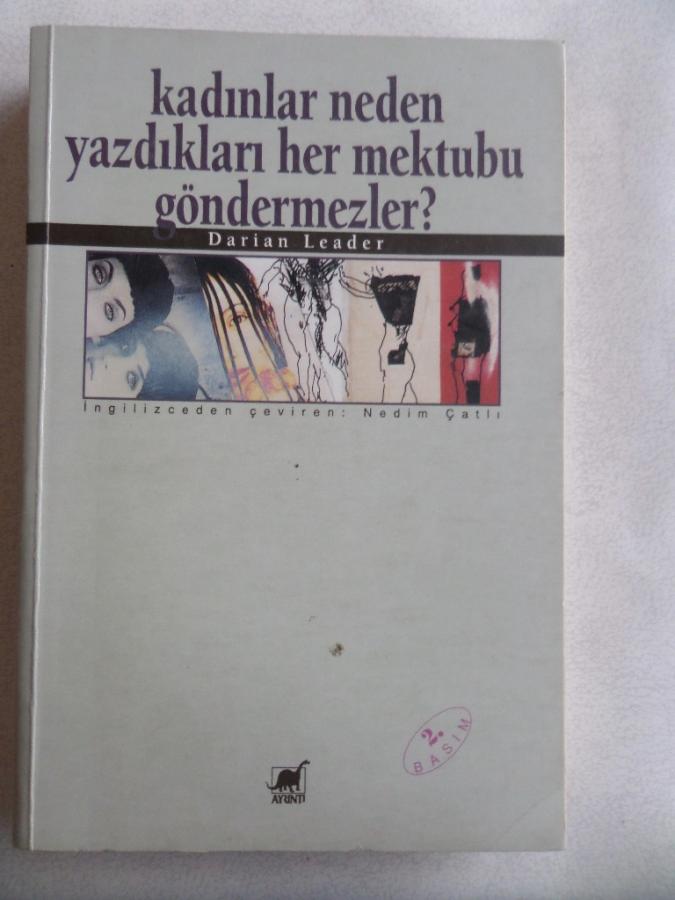 kadınlar neden
yazdıkları her mektubu
göndermezler?
Darian Leader
İngilizceden çeviren: Nedim Çatlı
2.
BASIM
AYRINTI